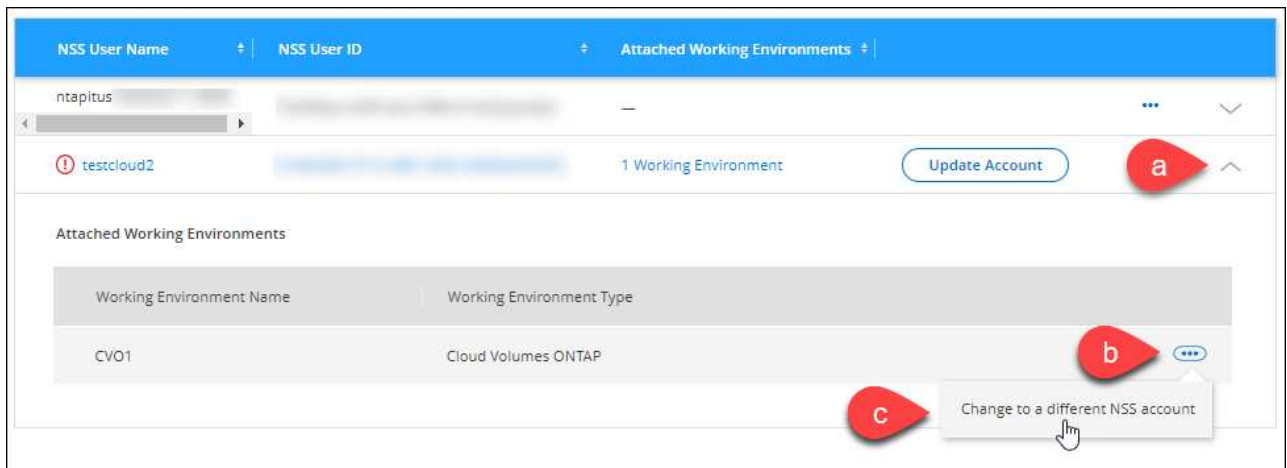 NSS User Name NSS User ID Attached Working Environments
ntapitus
— ...
testcloud2 1 Working Environment Update Account a
Attached Working Environments
Working Environment Name Working Environment Type
CVO1 Cloud Volumes ONTAP b ...
c Change to a different NSS account